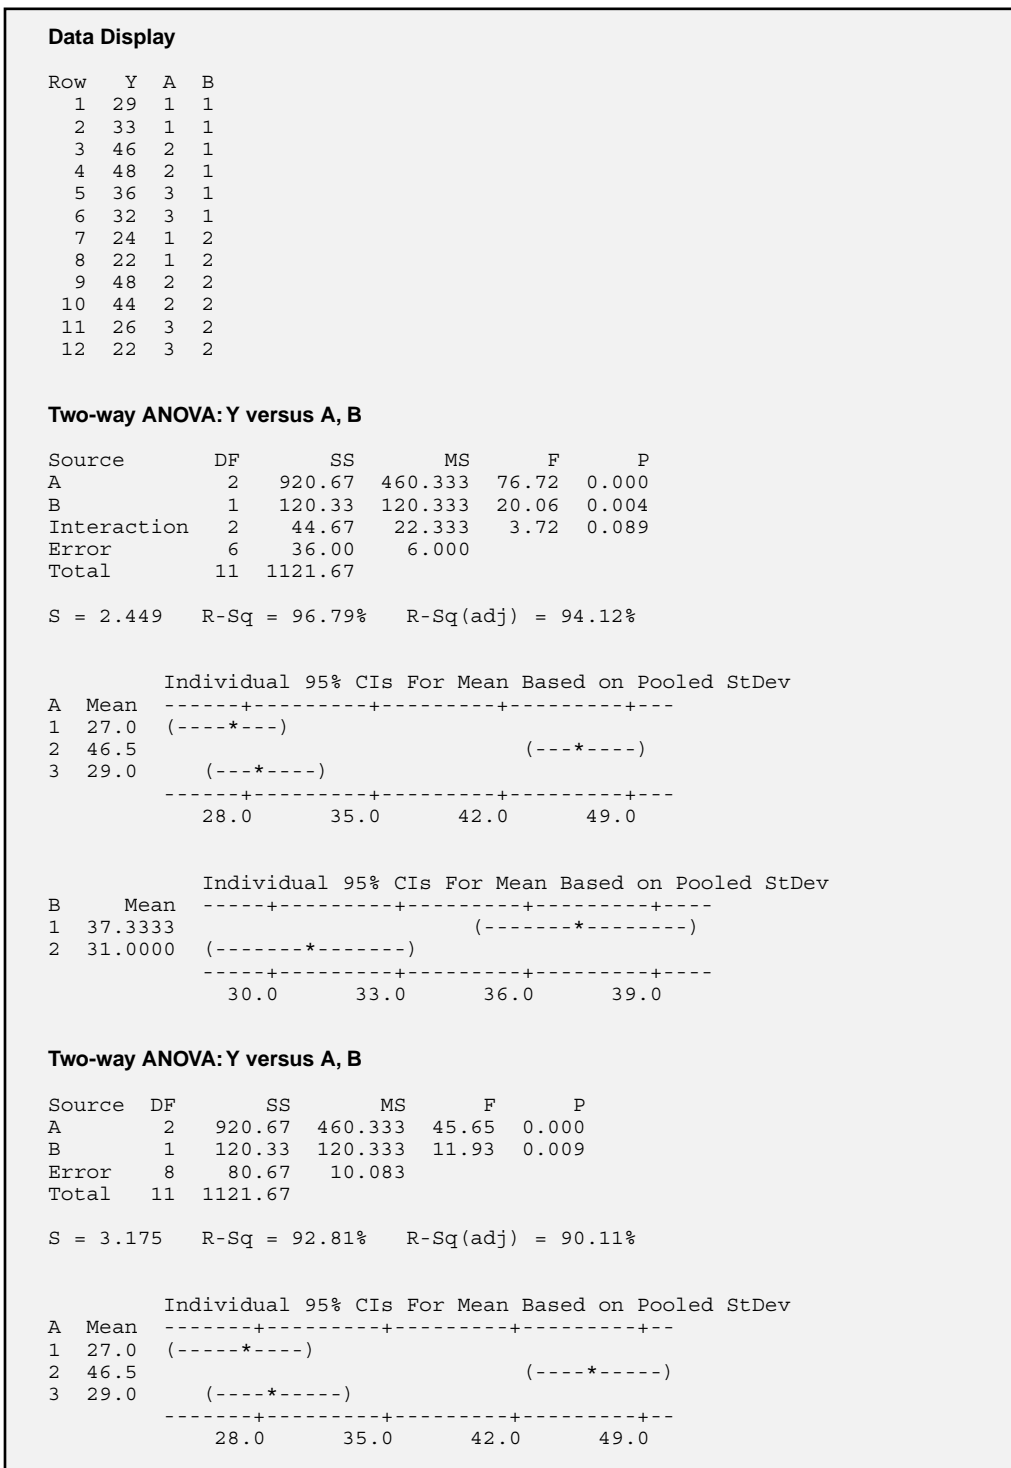 Data Display
Row Y A B
1 29 1 1
2 33 1 1
3 46 2 1
4 48 2 1
5 36 3 1
6 32 3 1
7 24 1 2
8 22 1 2
9 48 2 2
10 44 2 2
11 26 3 2
12 22 3 2
Two-way ANOVA: Y versus A, B
Source DF SS MS F P
A 2 920.67 460.333 76.72 0.000
B 1 120.33 120.333 20.06 0.004
Interaction 2 44.67 22.333 3.72 0.089
Error 6 36.00 6.000
Total 11 1121.67
S = 2.449 R-Sq = 96.79% R-Sq(adj) = 94.12%
Individual 95% CIs For Mean Based on Pooled StDev
A Mean ------+---------+---------+---------+---
1 27.0 (----*---)
2 46.5 (---*----)
3 29.0 (---*----)
------+---------+---------+---------+---
28.0 35.0 42.0 49.0
Individual 95% CIs For Mean Based on Pooled StDev
B Mean -----+---------+---------+---------+----
1 37.3333 (-------*--------)
2 31.0000 (-------*-------)
-----+---------+---------+---------+----
30.0 33.0 36.0 39.0
Two-way ANOVA: Y versus A, B
Source DF SS MS F P
A 2 920.67 460.333 45.65 0.000
B 1 120.33 120.333 11.93 0.009
Error 8 80.67 10.083
Total 11 1121.67
S = 3.175 R-Sq = 92.81% R-Sq(adj) = 90.11%
Individual 95% CIs For Mean Based on Pooled StDev
A Mean -------+---------+---------+---------+--
1 27.0 (-----*----)
2 46.5 (----*-----)
3 29.0 (----*-----)
-------+---------+---------+---------+--
28.0 35.0 42.0 49.0